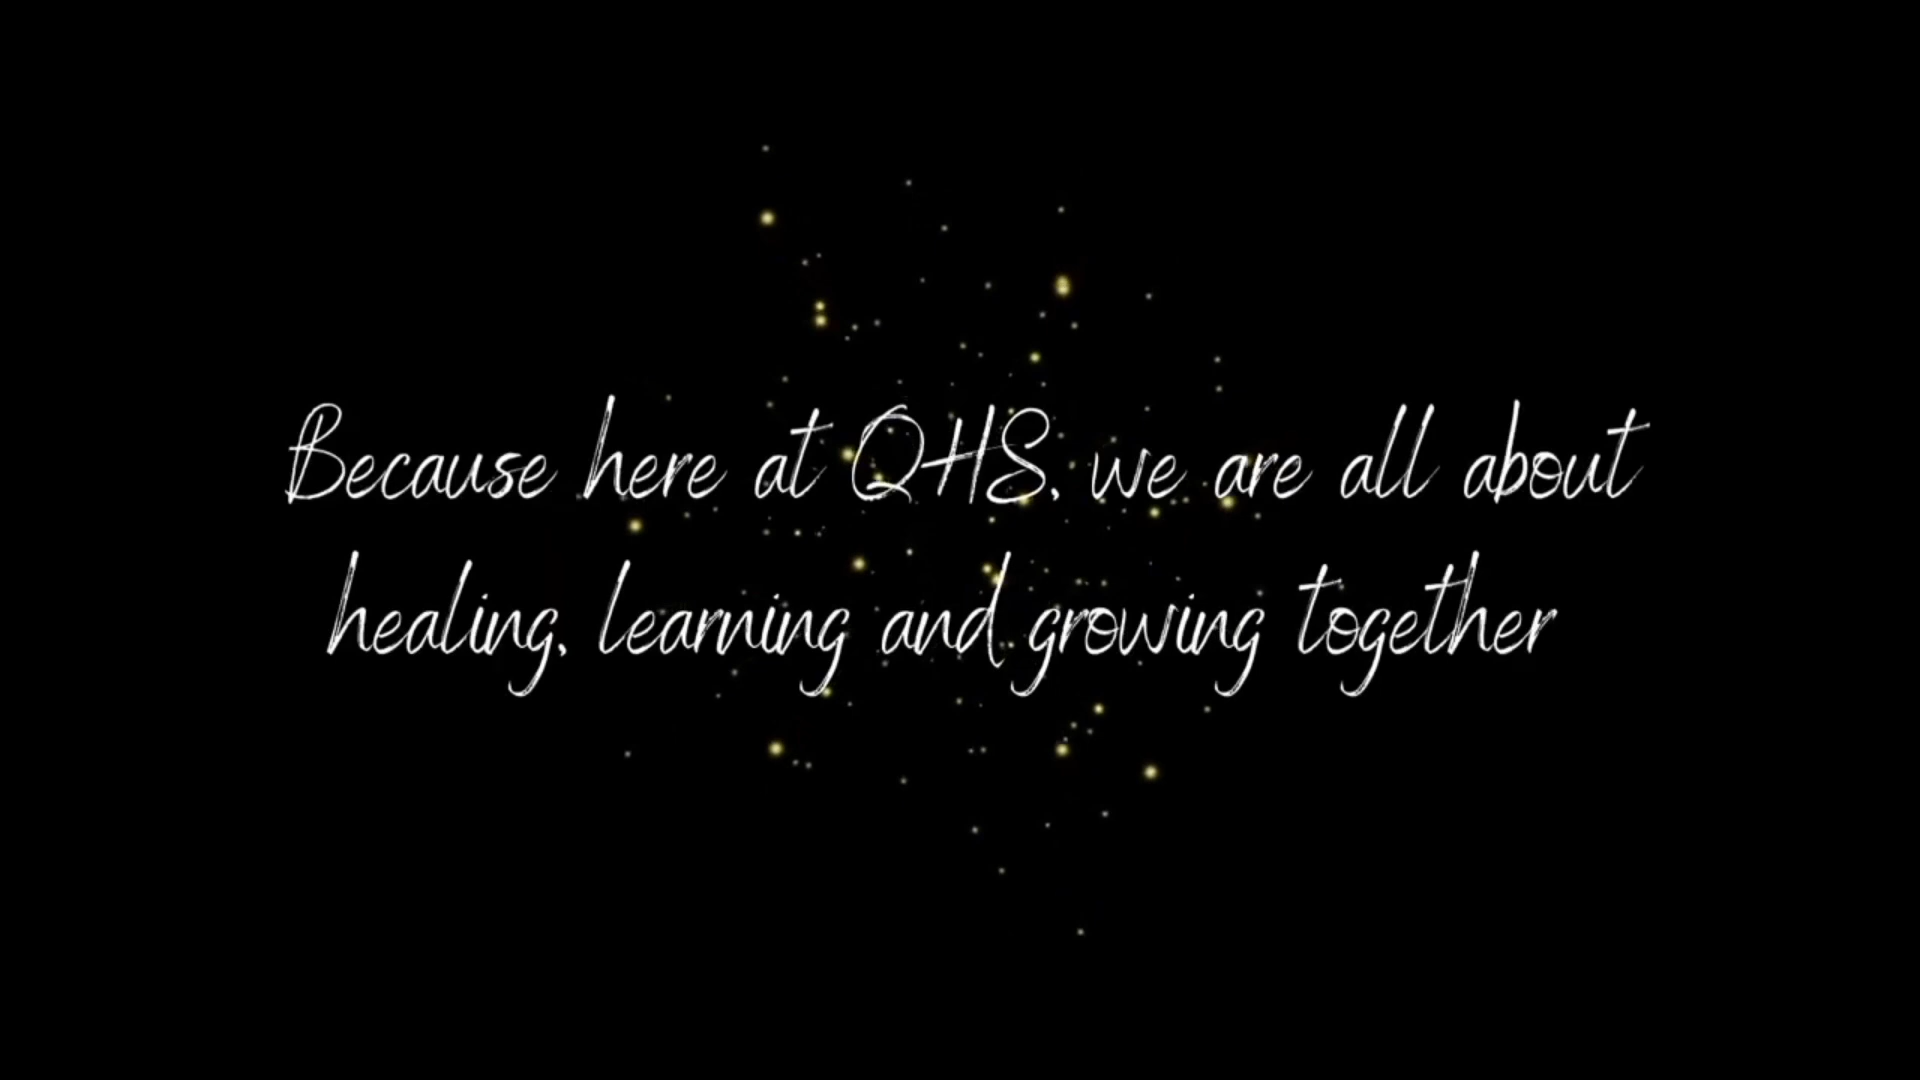 Because here at QHS, we are all about
healing, learning and growing together